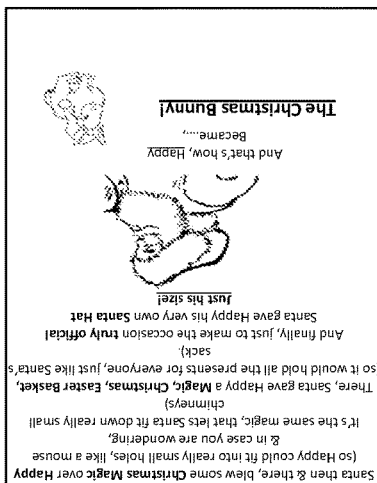 Santa then & there, blew some Christmas Magic over Happy
(so Happy could fit into really small holes, like a mouse
& in case you are wondering,
It's the same magic, that lets Santa fit down really small
chimneys)
There, Santa gave Happy a Magic, Christmas, Easter Basket,
so it would hold all the presents for everyone, just like Santa's
sack).
And finally, just to make the occasion truly official
Santa gave Happy his very own Santa Hat
Just his size!
And that's how, Happy
Became....,
The Christmas Bunny!